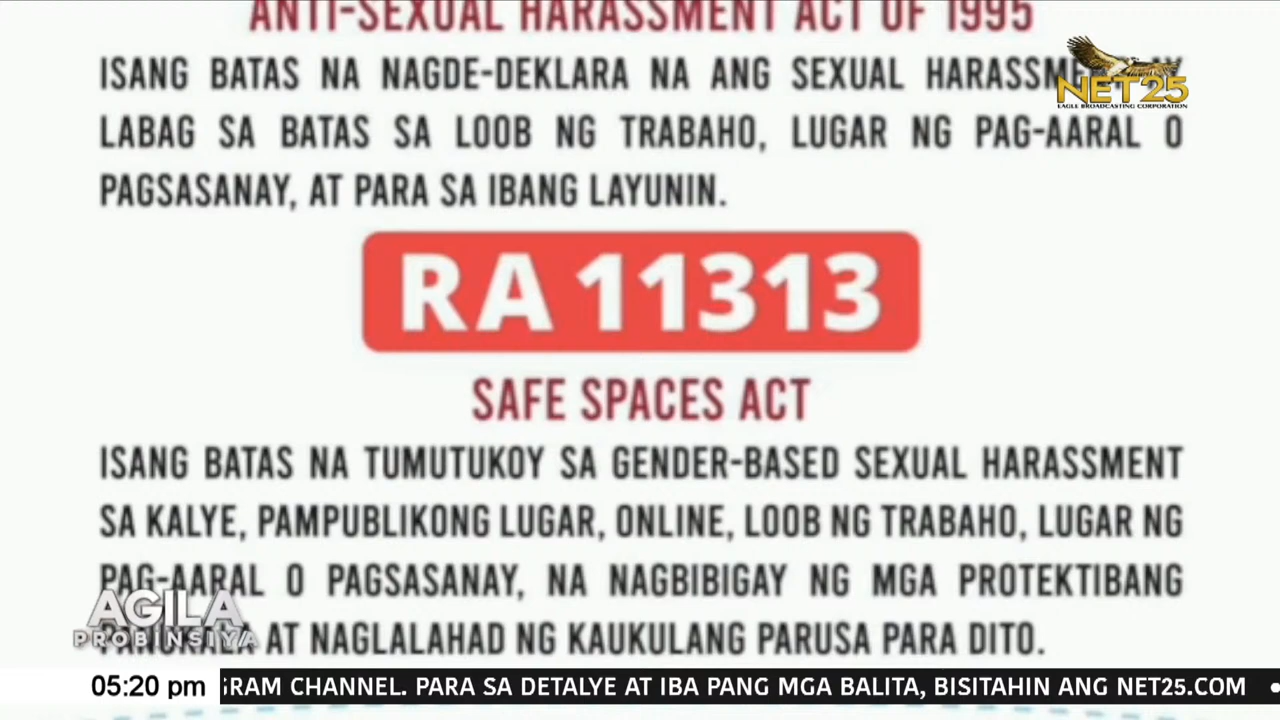 ANTI-SEXUAL HARASSMENT ACT OF 1995
ISANG BATAS NA NAGDE-DEKLARA NA ANG SEXUAL
NET25
EAGLE BROADCASTING CORPORATION
LABAG SA BATAS SA LOOB NG TRABAHO, LUGAR NG PAG-AARAL O
PAGSASANAY, AT PARA SA IBANG LAYUNIN.
RA 11313
SAFE SPACES ACT
ISANG BATAS NA TUMUTUKOY SA GENDER-BASED SEXUAL HARASSMENT
SA KALYE, PAMPUBLIKONG LUGAR, ONLINE, LOOB NG TRABAHO, LUGAR NG
PAG-AARAL O PAGSASANAY, NA NAGBIBIGAY NG MGA PROTEKTIBANG
AGILA
PROBINSIYA
AT NAGLALAHAD NG KAUKULANG PARUSA PARA DITO.
05:20 pm
CHANNEL. PARA SA DETALYE AT IBA PANG MGA BALITA, BISITAHIN ANG NET25.COM